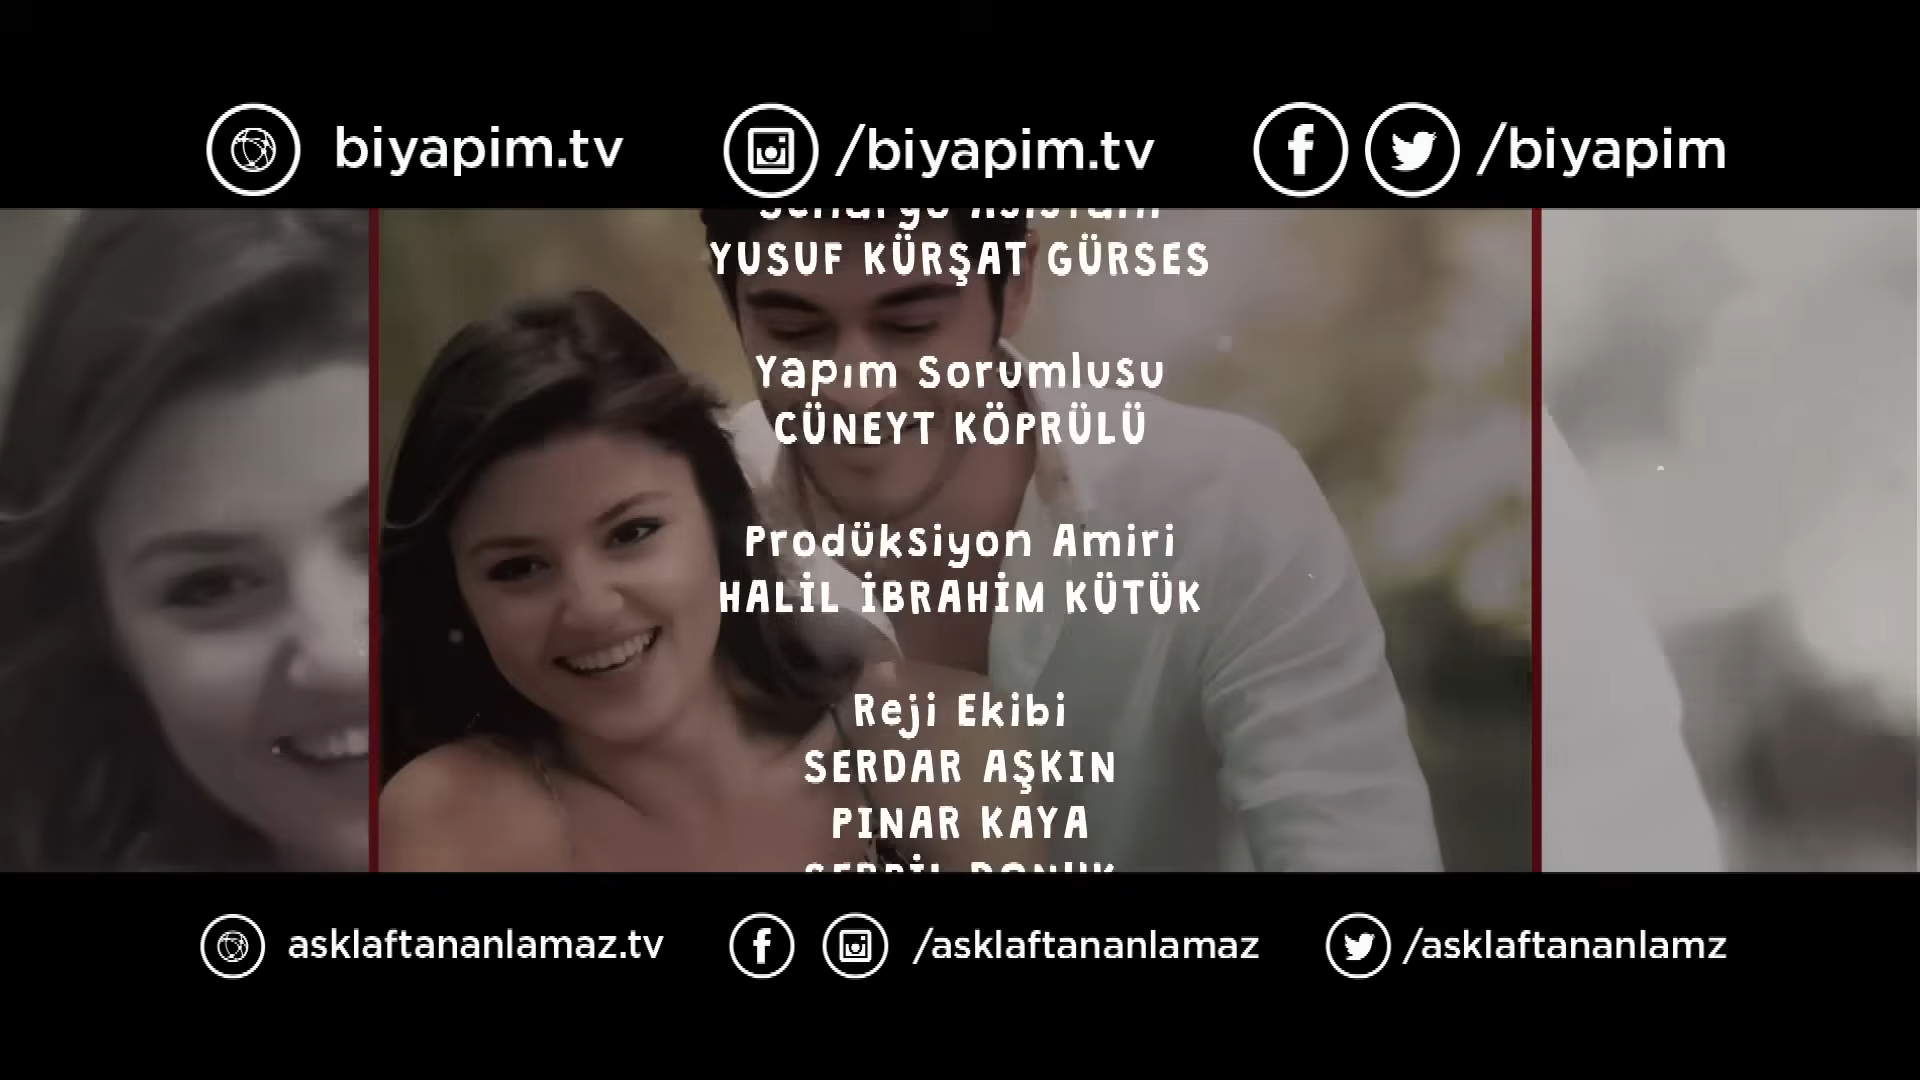 biyapim.tv /biyapim.tv /biyapim
YUSUF KÜRŞAT GÜRSES
Yapım Sorumlusu
CÜNEYT KÖPRÜLÜ
Prodüksiyon Amiri
HALİL İBRAHİM KÜTÜK
Reji Ekibi
SERDAR AŞKIN
PINAR KAYA
asklaftananlamaz.tv /asklaftananlamaz /asklaftananlamz